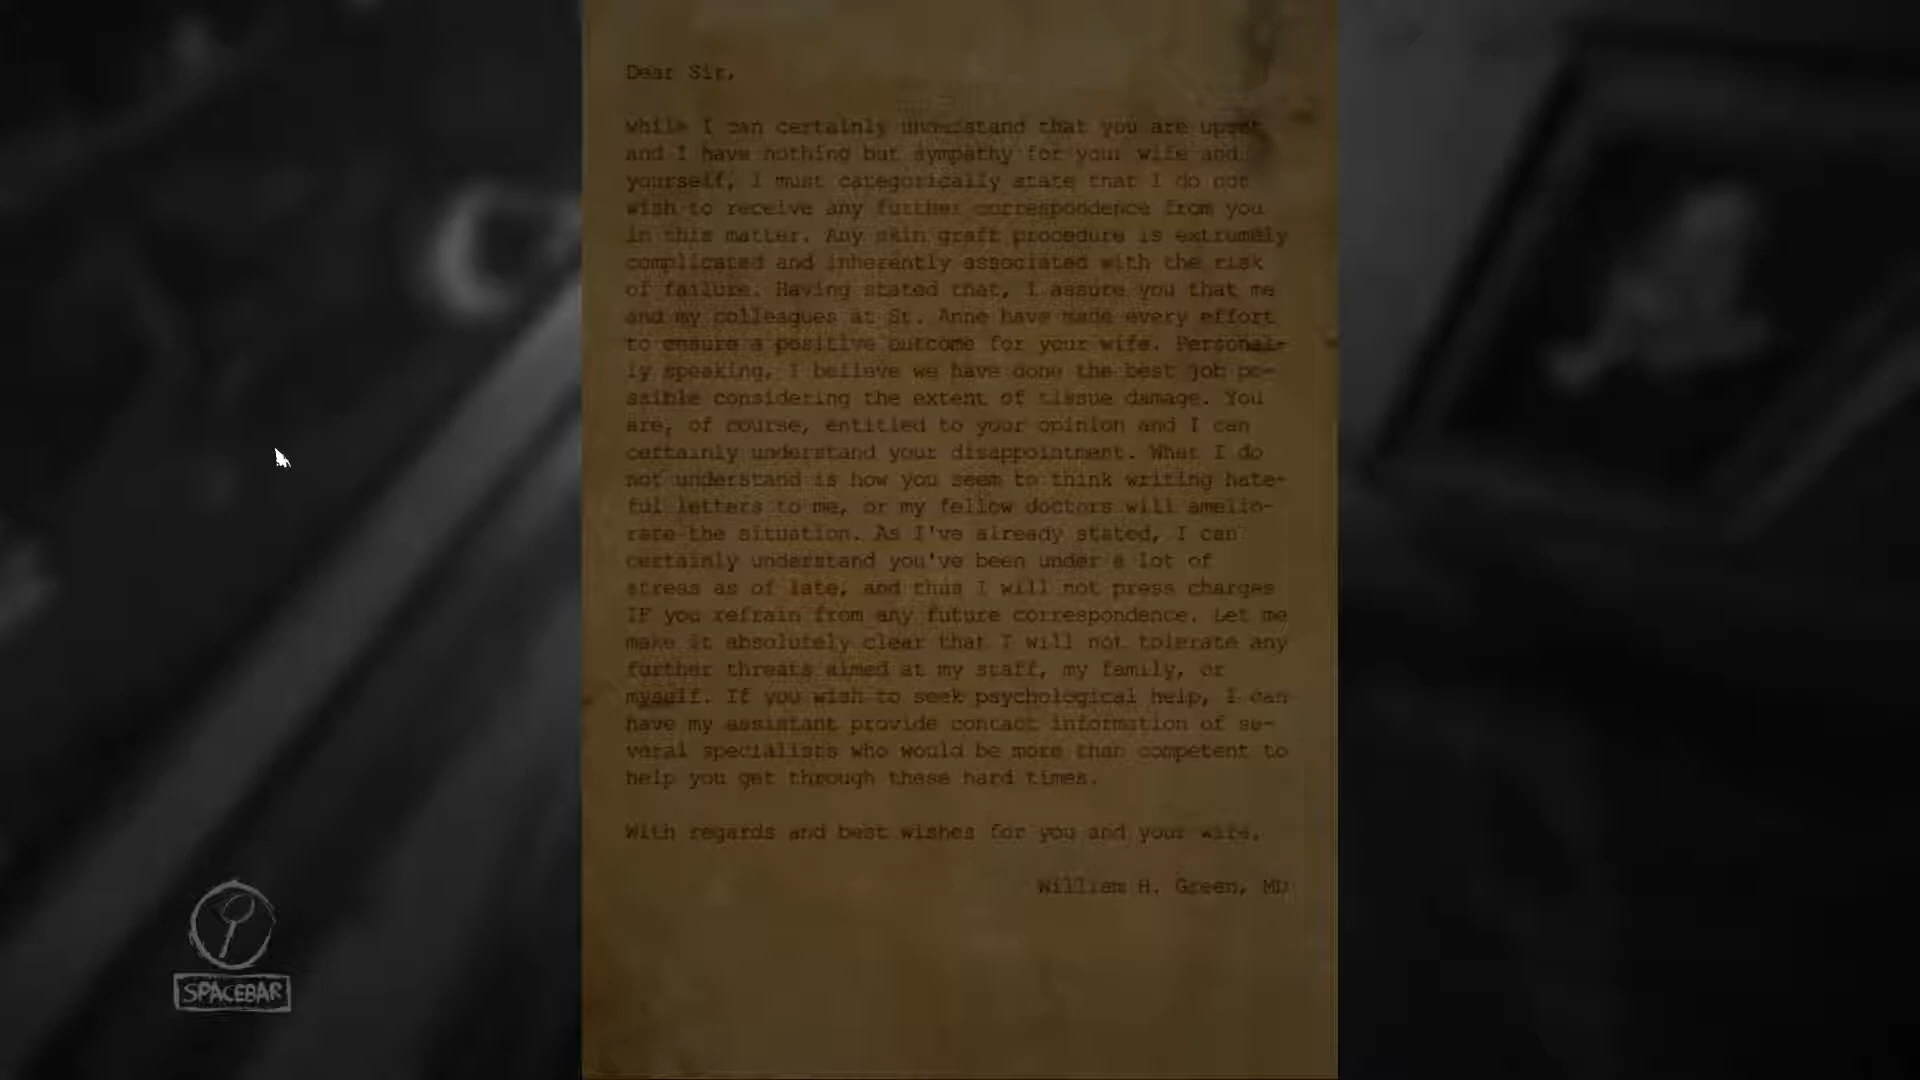 Dear Sir,
While I can certainly understand that you are upset
and I have nothing but sympathy for your wife and
yourself, I must categorically state that I do not
wish to receive any further correspondence from you
in this matter. Any skin graft procedure is extrumely
complicated and inherently associated with the risk
of failure. Having stated that, I assure you that me
and my colleagues at St. Anne have made every effort
to ensure a positive outcome for your wife. Personal-
ly speaking, I believe we have done the best job po-
ssible considering the extent of tissue damage. You
are, of course, entitled to your opinion and I can
certainly understand your disappointment. What I do
not understand is how you seem to think writing hate-
ful letters to me, or my fellow doctors will amelio-
rate the situation. As I've already stated, I can
certainly understand you've been under a lot of
stress as of late, and thus I will not press charges
IF you refrain from any future correspondence. Let me
make it absolutely clear that I will not tolerate any
further threats aimed at my staff, my family, or
myself. If you wish to seek psychological help, I can
have my assistant provide contact information of se-
veral specialists who would be more than competent to
help you get through these hard times.
With regards and best wishes for you and your wife,
William H. Green, MD
SPACEBAR